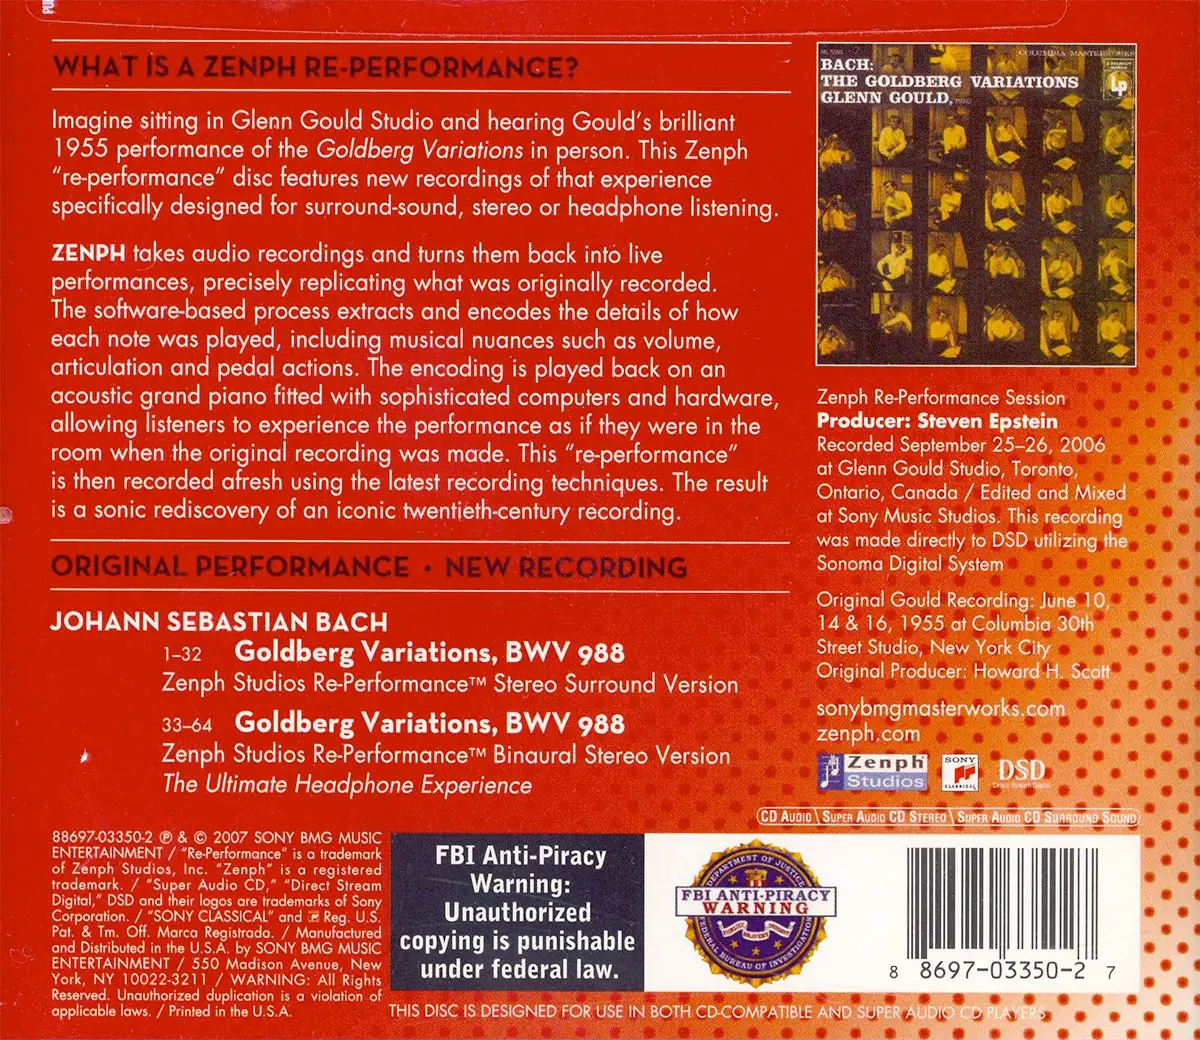 WHAT IS A ZENPH RE-PERFORMANCE?
Imagine sitting in Glenn Gould Studio and hearing Gould's brilliant
1955 performance of the Goldberg Variations in person. This Zenph
“re-performance” disc features new recordings of that experience
specifically designed for surround-sound, stereo or headphone listening.
ZENPH takes audio recordings and turns them back into live
performances, precisely replicating what was originally recorded.
The software-based process extracts and encodes the details of how
each note was played, including musical nuances such as volume,
articulation and pedal actions. The encoding is played back on an
acoustic grand piano fitted with sophisticated computers and hardware,
allowing listeners to experience the performance as if they were in the
room when the original recording was made. This “re-performance”
is then recorded afresh using the latest recording techniques. The result
is a sonic rediscovery of an iconic twentieth-century recording.
ORIGINAL PERFORMANCE · NEW RECORDING
JOHANN SEBASTIAN BACH
1–32 Goldberg Variations, BWV 988
Zenph Studios Re-Performance™ Stereo Surround Version
33–64 Goldberg Variations, BWV 988
Zenph Studios Re-Performance™ Binaural Stereo Version
The Ultimate Headphone Experience
COLUMBIA MASTERWORKS
BACH:
THE GOLDBERG VARIATIONS
GLENN GOULD,
Lp
Zenph Re-Performance Session
Producer: Steven Epstein
Recorded September 25–26, 2006
at Glenn Gould Studio, Toronto,
Ontario, Canada / Edited and Mixed
at Sony Music Studios. This recording
was made directly to DSD utilizing the
Sonoma Digital System
Original Gould Recording: June 10,
14 & 16, 1955 at Columbia 30th
Street Studio, New York City
Original Producer: Howard H. Scott
sonybmgmasterworks.com
zenph.com
Zenph
Studios
SONY
CLASSICAL
DSD
Direct Stream Digital
CD AUDIO \ SUPER AUDIO CD STEREO \ SUPER AUDIO CD SURROUND SOUND
88697-03350-2 ℗ & © 2007 SONY BMG MUSIC
ENTERTAINMENT / “Re-Performance” is a trademark
of Zenph Studios, Inc. “Zenph” is a registered
trademark. / “Super Audio CD,” “Direct Stream
Digital,” DSD and their logos are trademarks of Sony
Corporation. / “SONY CLASSICAL” and Reg. U.S.
Pat. & Tm. Off. Marca Registrada. / Manufactured
and Distributed in the U.S.A. by SONY BMG MUSIC
ENTERTAINMENT / 550 Madison Avenue, New
York, NY 10022-3211 / WARNING: All Rights
Reserved. Unauthorized duplication is a violation of
applicable laws. / Printed in the U.S.A.
FBI Anti-Piracy
Warning:
Unauthorized
copying is punishable
under federal law.
DEPARTMENT OF JUSTICE
FBI ANTI-PIRACY
WARNING
FIDELITY BRAVERY INTEGRITY
FEDERAL BUREAU OF INVESTIGATION
8 8697-03350-2 7
THIS DISC IS DESIGNED FOR USE IN BOTH CD-COMPATIBLE AND SUPER AUDIO CD PLAYERS